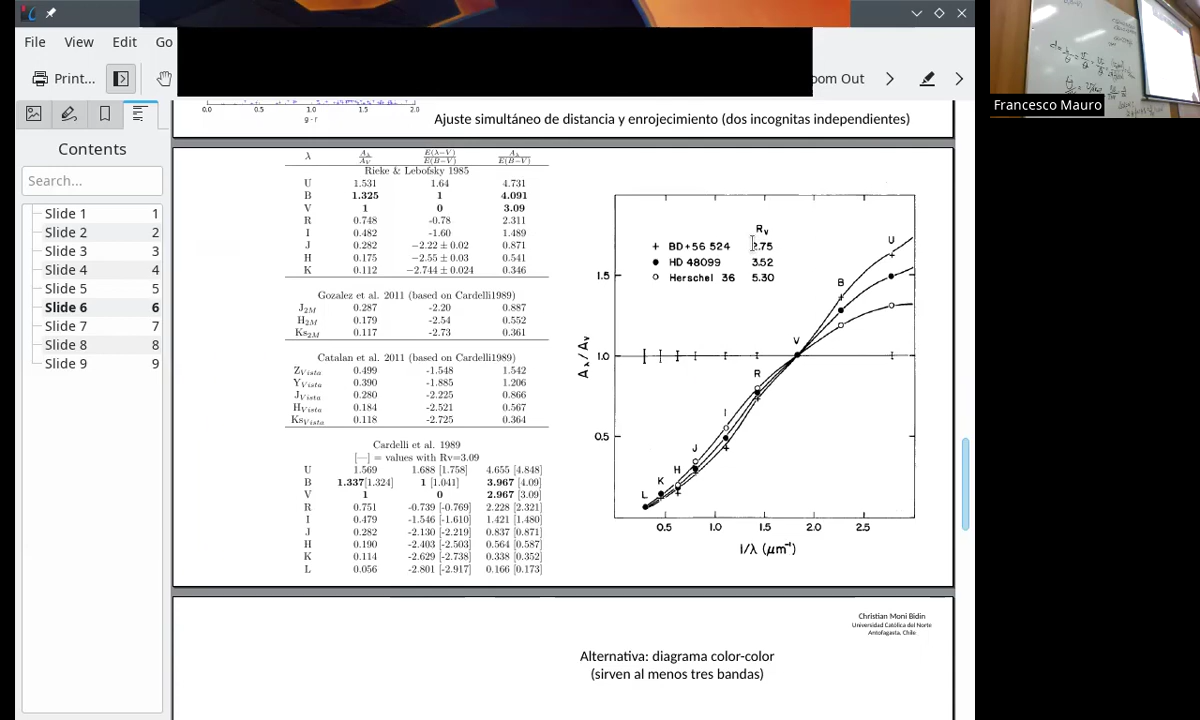 File View Edit Go
Print...
oom Out
Contents
Search...
Slide 1 1
Slide 2 2
Slide 3 3
Slide 4 4
Slide 5 5
Slide 6 6
Slide 7 7
Slide 8 8
Slide 9 9
0.0 0.5 1.0 1.5 2.0
g - r
Ajuste simultáneo de distancia y enrojecimiento (dos incognitas independientes)
λ Aλ/AV E(λ−V)/E(B−V) Aλ/E(B−V)
Rieke & Lebofsky 1985
U 1.531 1.64 4.731
B 1.325 1 4.091
V 1 0 3.09
R 0.748 -0.78 2.311
I 0.482 -1.60 1.489
J 0.282 −2.22 ± 0.02 0.871
H 0.175 −2.55 ± 0.03 0.541
K 0.112 −2.744 ± 0.024 0.346
Gozalez et al. 2011 (based on Cardelli1989)
J2M 0.287 -2.20 0.887
H2M 0.179 -2.54 0.552
Ks2M 0.117 -2.73 0.361
Catalan et al. 2011 (based on Cardelli1989)
ZVista 0.499 -1.548 1.542
YVista 0.390 -1.885 1.206
JVista 0.280 -2.225 0.866
HVista 0.184 -2.521 0.567
KsVista 0.118 -2.725 0.364
Cardelli et al. 1989
[—] = values with Rv=3.09
U 1.569 1.688 [1.758] 4.655 [4.848]
B 1.337[1.324] 1 [1.041] 3.967 [4.09]
V 1 0 2.967 [3.09]
R 0.751 -0.739 [-0.769] 2.228 [2.321]
I 0.479 -1.546 [-1.610] 1.421 [1.480]
J 0.282 -2.130 [-2.219] 0.837 [0.871]
H 0.190 -2.403 [-2.503] 0.564 [0.587]
K 0.114 -2.629 [-2.738] 0.338 [0.352]
L 0.056 -2.801 [-2.917] 0.166 [0.173]
RV
+ BD+56 524 2.75
● HD 48099 3.52
○ Herschel 36 5.30
U
B
V
R
I
J
H
K
L
1.5
1.0
0.5
Aλ/AV
0.5 1.0 1.5 2.0 2.5
1/λ (μm⁻¹)
Christian Moni Bidin
Universidad Católica del Norte
Antofagasta, Chile
Alternativa: diagrama color-color
(sirven al menos tres bandas)
Francesco Mauro